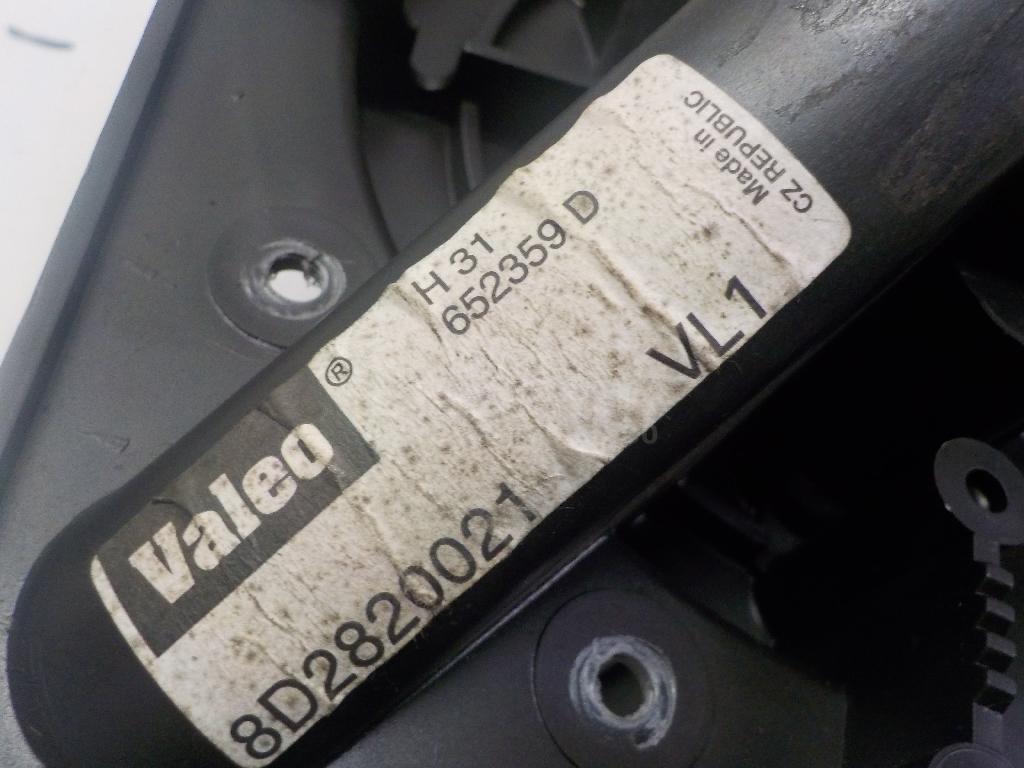 Valeo®
H 31
652359 D
Made in
CZ REPUBLIC
8D2820021
VL1